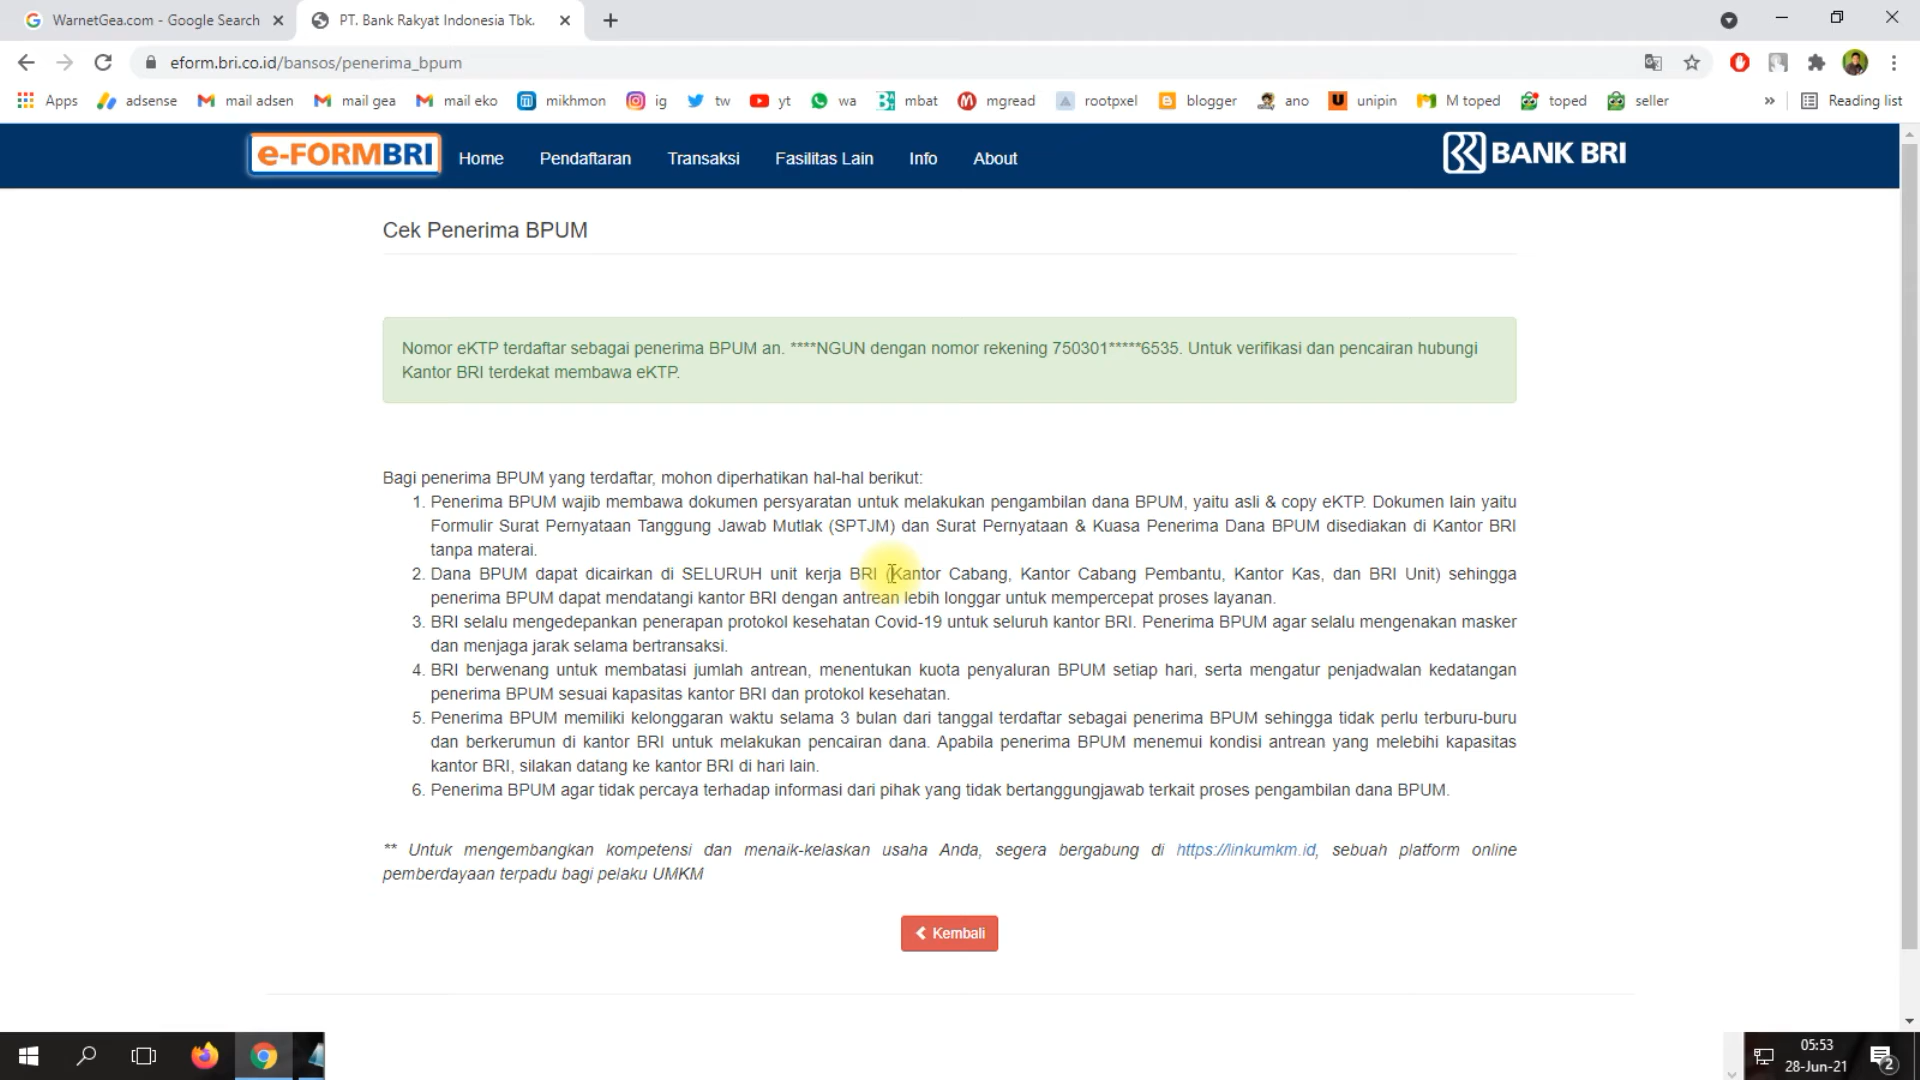 WarnetGea.com - Google Search
PT. Bank Rakyat Indonesia Tbk.
eform.bri.co.id/bansos/penerima_bpum
Apps adsense mail adsen mail gea mail eko mikhmon ig tw yt wa mbat mgread rootpxel blogger ano unipin M toped toped seller » Reading list
e-FORMBRI Home Pendaftaran Transaksi Fasilitas Lain Info About BANK BRI
Cek Penerima BPUM
Nomor eKTP terdaftar sebagai penerima BPUM an. ****NGUN dengan nomor rekening 750301*****6535. Untuk verifikasi dan pencairan hubungi
Kantor BRI terdekat membawa eKTP.
Bagi penerima BPUM yang terdaftar, mohon diperhatikan hal-hal berikut:
1. Penerima BPUM wajib membawa dokumen persyaratan untuk melakukan pengambilan dana BPUM, yaitu asli & copy eKTP. Dokumen lain yaitu
Formulir Surat Pernyataan Tanggung Jawab Mutlak (SPTJM) dan Surat Pernyataan & Kuasa Penerima Dana BPUM disediakan di Kantor BRI
tanpa materai.
2. Dana BPUM dapat dicairkan di SELURUH unit kerja BRI (Kantor Cabang, Kantor Cabang Pembantu, Kantor Kas, dan BRI Unit) sehingga
penerima BPUM dapat mendatangi kantor BRI dengan antrean lebih longgar untuk mempercepat proses layanan.
3. BRI selalu mengedepankan penerapan protokol kesehatan Covid-19 untuk seluruh kantor BRI. Penerima BPUM agar selalu mengenakan masker
dan menjaga jarak selama bertransaksi.
4. BRI berwenang untuk membatasi jumlah antrean, menentukan kuota penyaluran BPUM setiap hari, serta mengatur penjadwalan kedatangan
penerima BPUM sesuai kapasitas kantor BRI dan protokol kesehatan.
5. Penerima BPUM memiliki kelonggaran waktu selama 3 bulan dari tanggal terdaftar sebagai penerima BPUM sehingga tidak perlu terburu-buru
dan berkerumun di kantor BRI untuk melakukan pencairan dana. Apabila penerima BPUM menemui kondisi antrean yang melebihi kapasitas
kantor BRI, silakan datang ke kantor BRI di hari lain.
6. Penerima BPUM agar tidak percaya terhadap informasi dari pihak yang tidak bertanggungjawab terkait proses pengambilan dana BPUM.
** Untuk mengembangkan kompetensi dan menaik-kelaskan usaha Anda, segera bergabung di https://linkumkm.id, sebuah platform online
pemberdayaan terpadu bagi pelaku UMKM
Kembali
05:53
28-Jun-21
2